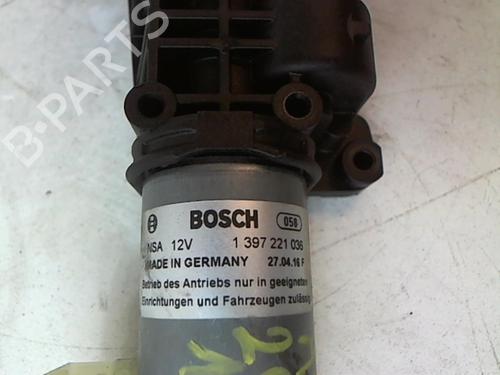 B-PARTS
BOSCH 058
NSA 12V 1 397 221 036
MADE IN GERMANY 27.04.16 F
Betrieb des Antriebs nur in geeigneten
Einrichtungen und Fahrzeugen zulässig